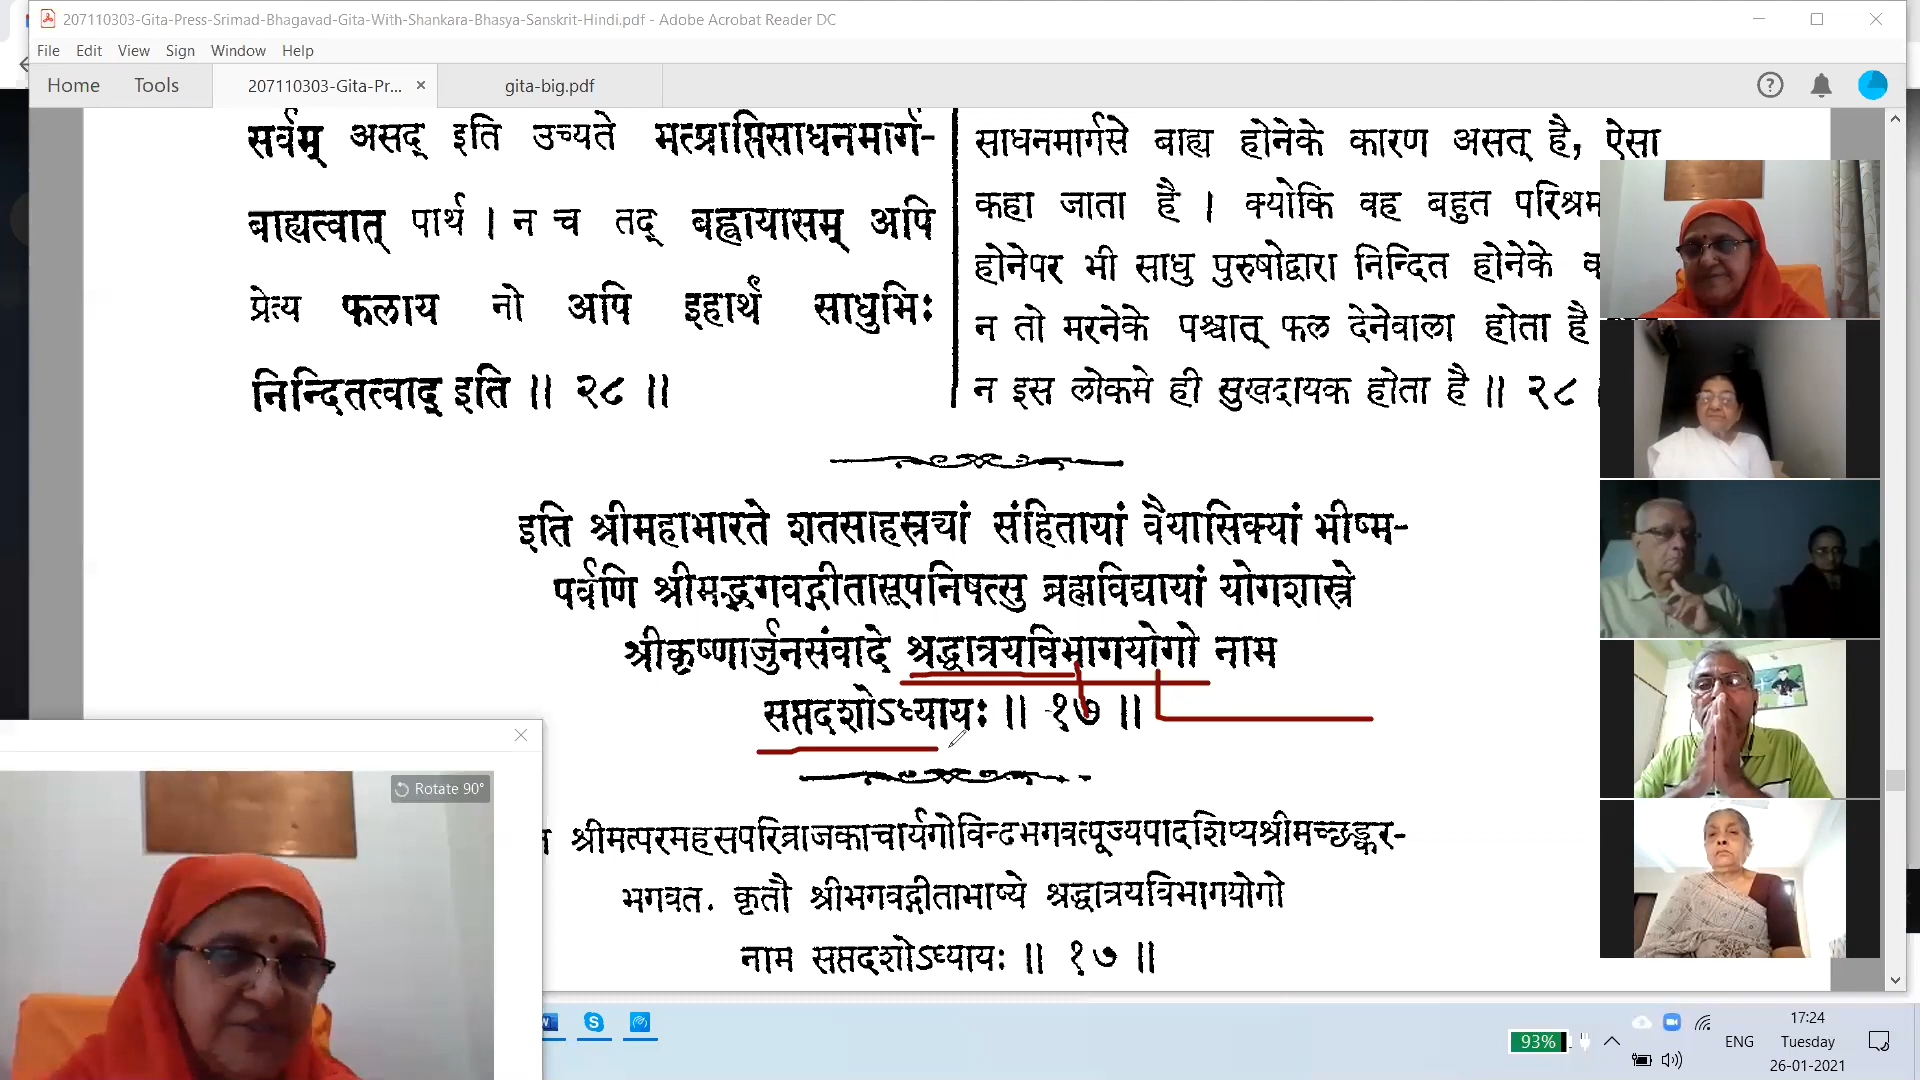 207110303-Gita-Press-Srimad-Bhagavad-Gita-With-Shankara-Bhasya-Sanskrit-Hindi.pdf - Adobe Acrobat Reader DC
File Edit View Sign Window Help
Home Tools 207110303-Gita-Pr... × gita-big.pdf
सर्वम् असद् इति उच्यते मत्प्राप्तिसाधनमार्ग-
बाह्यत्वात् पार्थ । न च तद् बह्वायासम् अपि
प्रेत्य फलाय नो अपि इहार्थं साधुभिः
निन्दितत्वाद् इति ॥ २८ ॥
साधनमार्गसे बाह्य होनेके कारण असत् है, ऐसा
कहा जाता है । क्योंकि वह बहुत परिश्रम
होनेपर भी साधु पुरुषोंद्वारा निन्दित होनेके
न तो मरनेके पश्चात् फल देनेवाला होता है
न इस लोकमे ही सुखदायक होता है ॥ २८
इति श्रीमहाभारते शतसाहस्त्र्यां संहितायां वैयासिक्यां भीष्म-
पर्वणि श्रीमद्भगवद्गीतासूपनिषत्सु ब्रह्मविद्यायां योगशास्त्रे
श्रीकृष्णार्जुनसंवादे श्रद्धात्रयविभागयोगो नाम
सप्तदशोऽध्यायः ॥ १७ ॥
श्रीमत्परमहसपरिव्राजकाचार्यगोविन्दभगवत्पूज्यपादशिष्यश्रीमच्छङ्कर-
भगवत. कृतौ श्रीभगवद्गीताभाष्ये श्रद्धात्रयविभागयोगो
नाम सप्तदशोऽध्यायः ॥ १७ ॥
Rotate 90°
93% ENG
17:24
Tuesday
26-01-2021